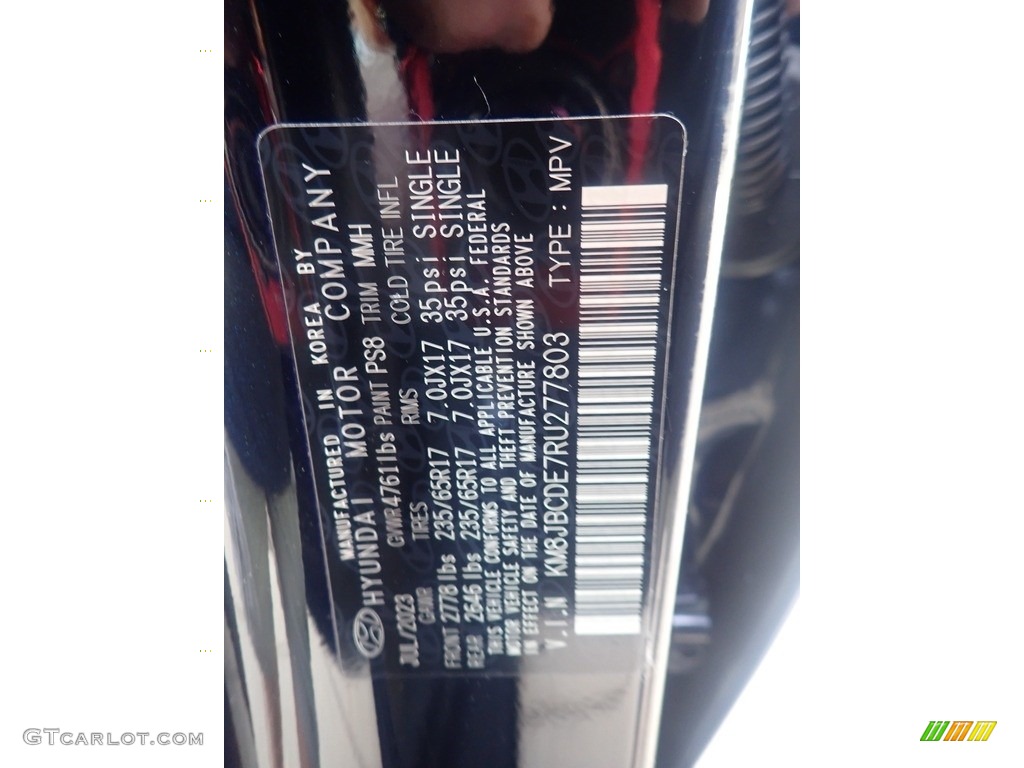 MANUFACTURED IN KOREA BY
HYUNDAI MOTOR COMPANY
JUL/2023 GVWR4761lbs PAINT PS8 TRIM MMH
GAWR TIRES RIMS COLD TIRE INFL
FRONT 2778lbs 235/65R17 7.0JX17 35psi SINGLE
REAR 2646lbs 235/65R17 7.0JX17 35psi SINGLE
THIS VEHICLE CONFORMS TO ALL APPLICABLE U.S.A. FEDERAL
MOTOR VEHICLE SAFETY AND THEFT PREVENTION STANDARDS
IN EFFECT ON THE DATE OF MANUFACTURE SHOWN ABOVE
V.I.N KM8JBCDE7RU277803 TYPE : MPV
GTCarLot.com